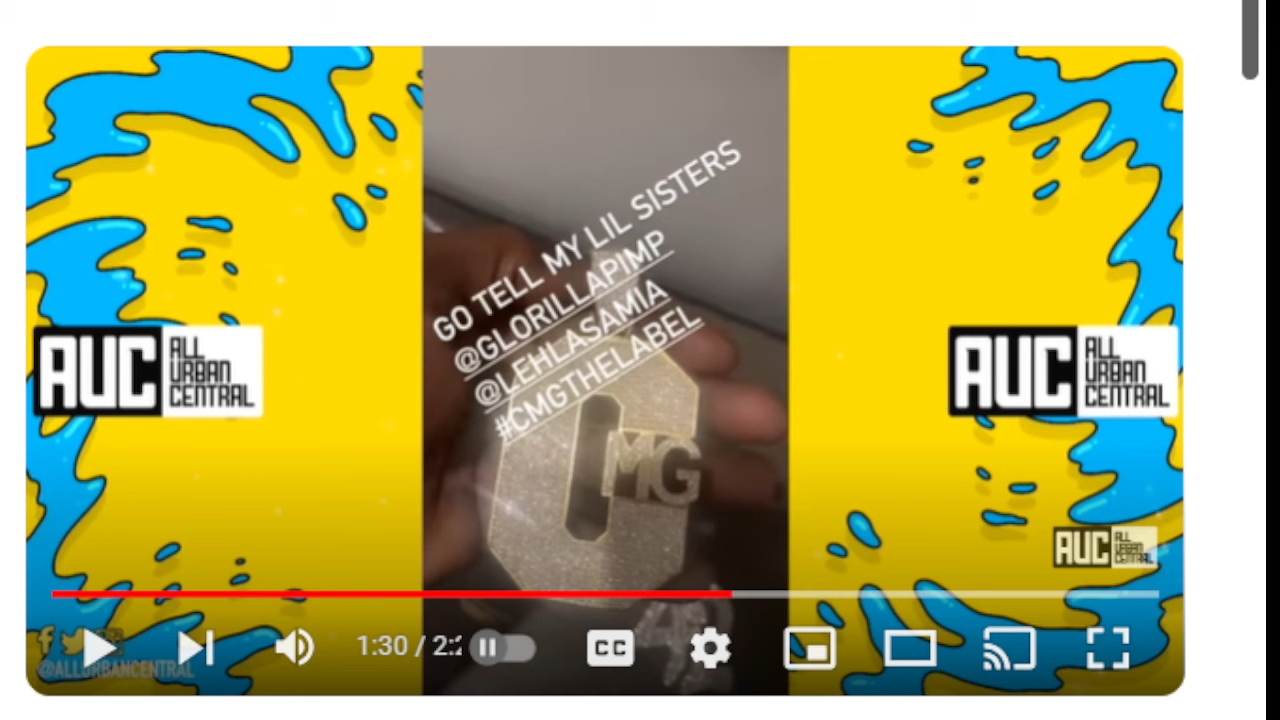 GO TELL MY LIL SISTERS
@GLORILLAPIMP
@LEHLASAMIA
#CMGTHELABEL
CMG
AUC ALL URBAN CENTRAL
AUC ALL URBAN CENTRAL
AUC ALL URBAN CENTRAL
1:30 / 2:
CC
@ALLURBANCENTRAL